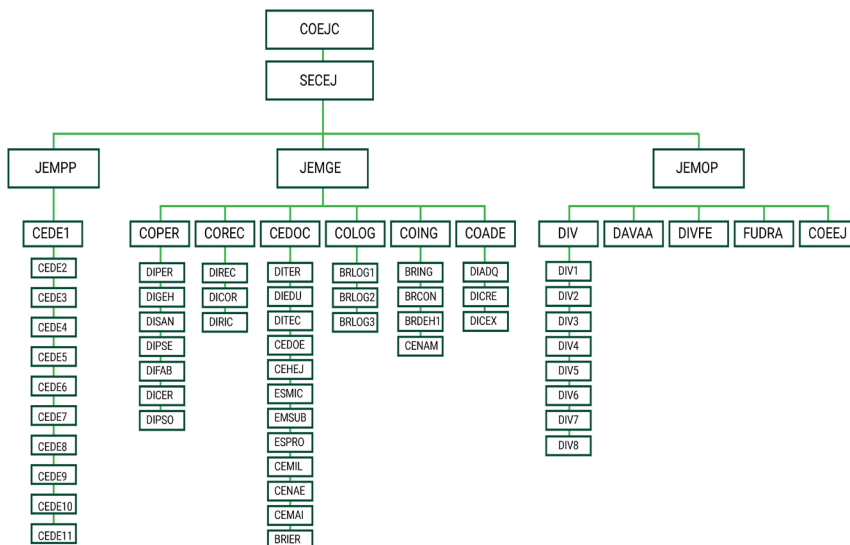 COEJC
SECEJ
JEMPP
JEMGE
JEMOP
CEDE1
CEDE2
CEDE3
CEDE4
CEDE5
CEDE6
CEDE7
CEDE8
CEDE9
CEDE10
CEDE11
COPER
DIPER
DIGEH
DISAN
DIPSE
DIFAB
DICER
DIPSO
COREC
DIREC
DICOR
DIRIC
CEDOC
DITER
DIEDU
DITEC
CEDOE
CEHEJ
ESMIC
EMSUB
ESPRO
CEMIL
CENAE
CEMAI
BRIER
COLOG
BRLOG1
BRLOG2
BRLOG3
COING
BRING
BRCON
BRDEH1
CENAM
COADE
DIADQ
DICRE
DICEX
DIV
DIV1
DIV2
DIV3
DIV4
DIV5
DIV6
DIV7
DIV8
DAVAA
DIVFE
FUDRA
COEEJ